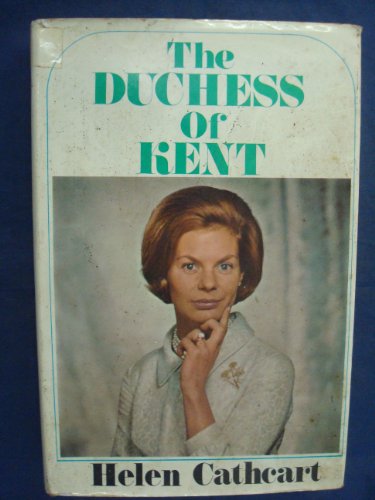 The
DUCHESS
Of
KENT
Helen Cathcart